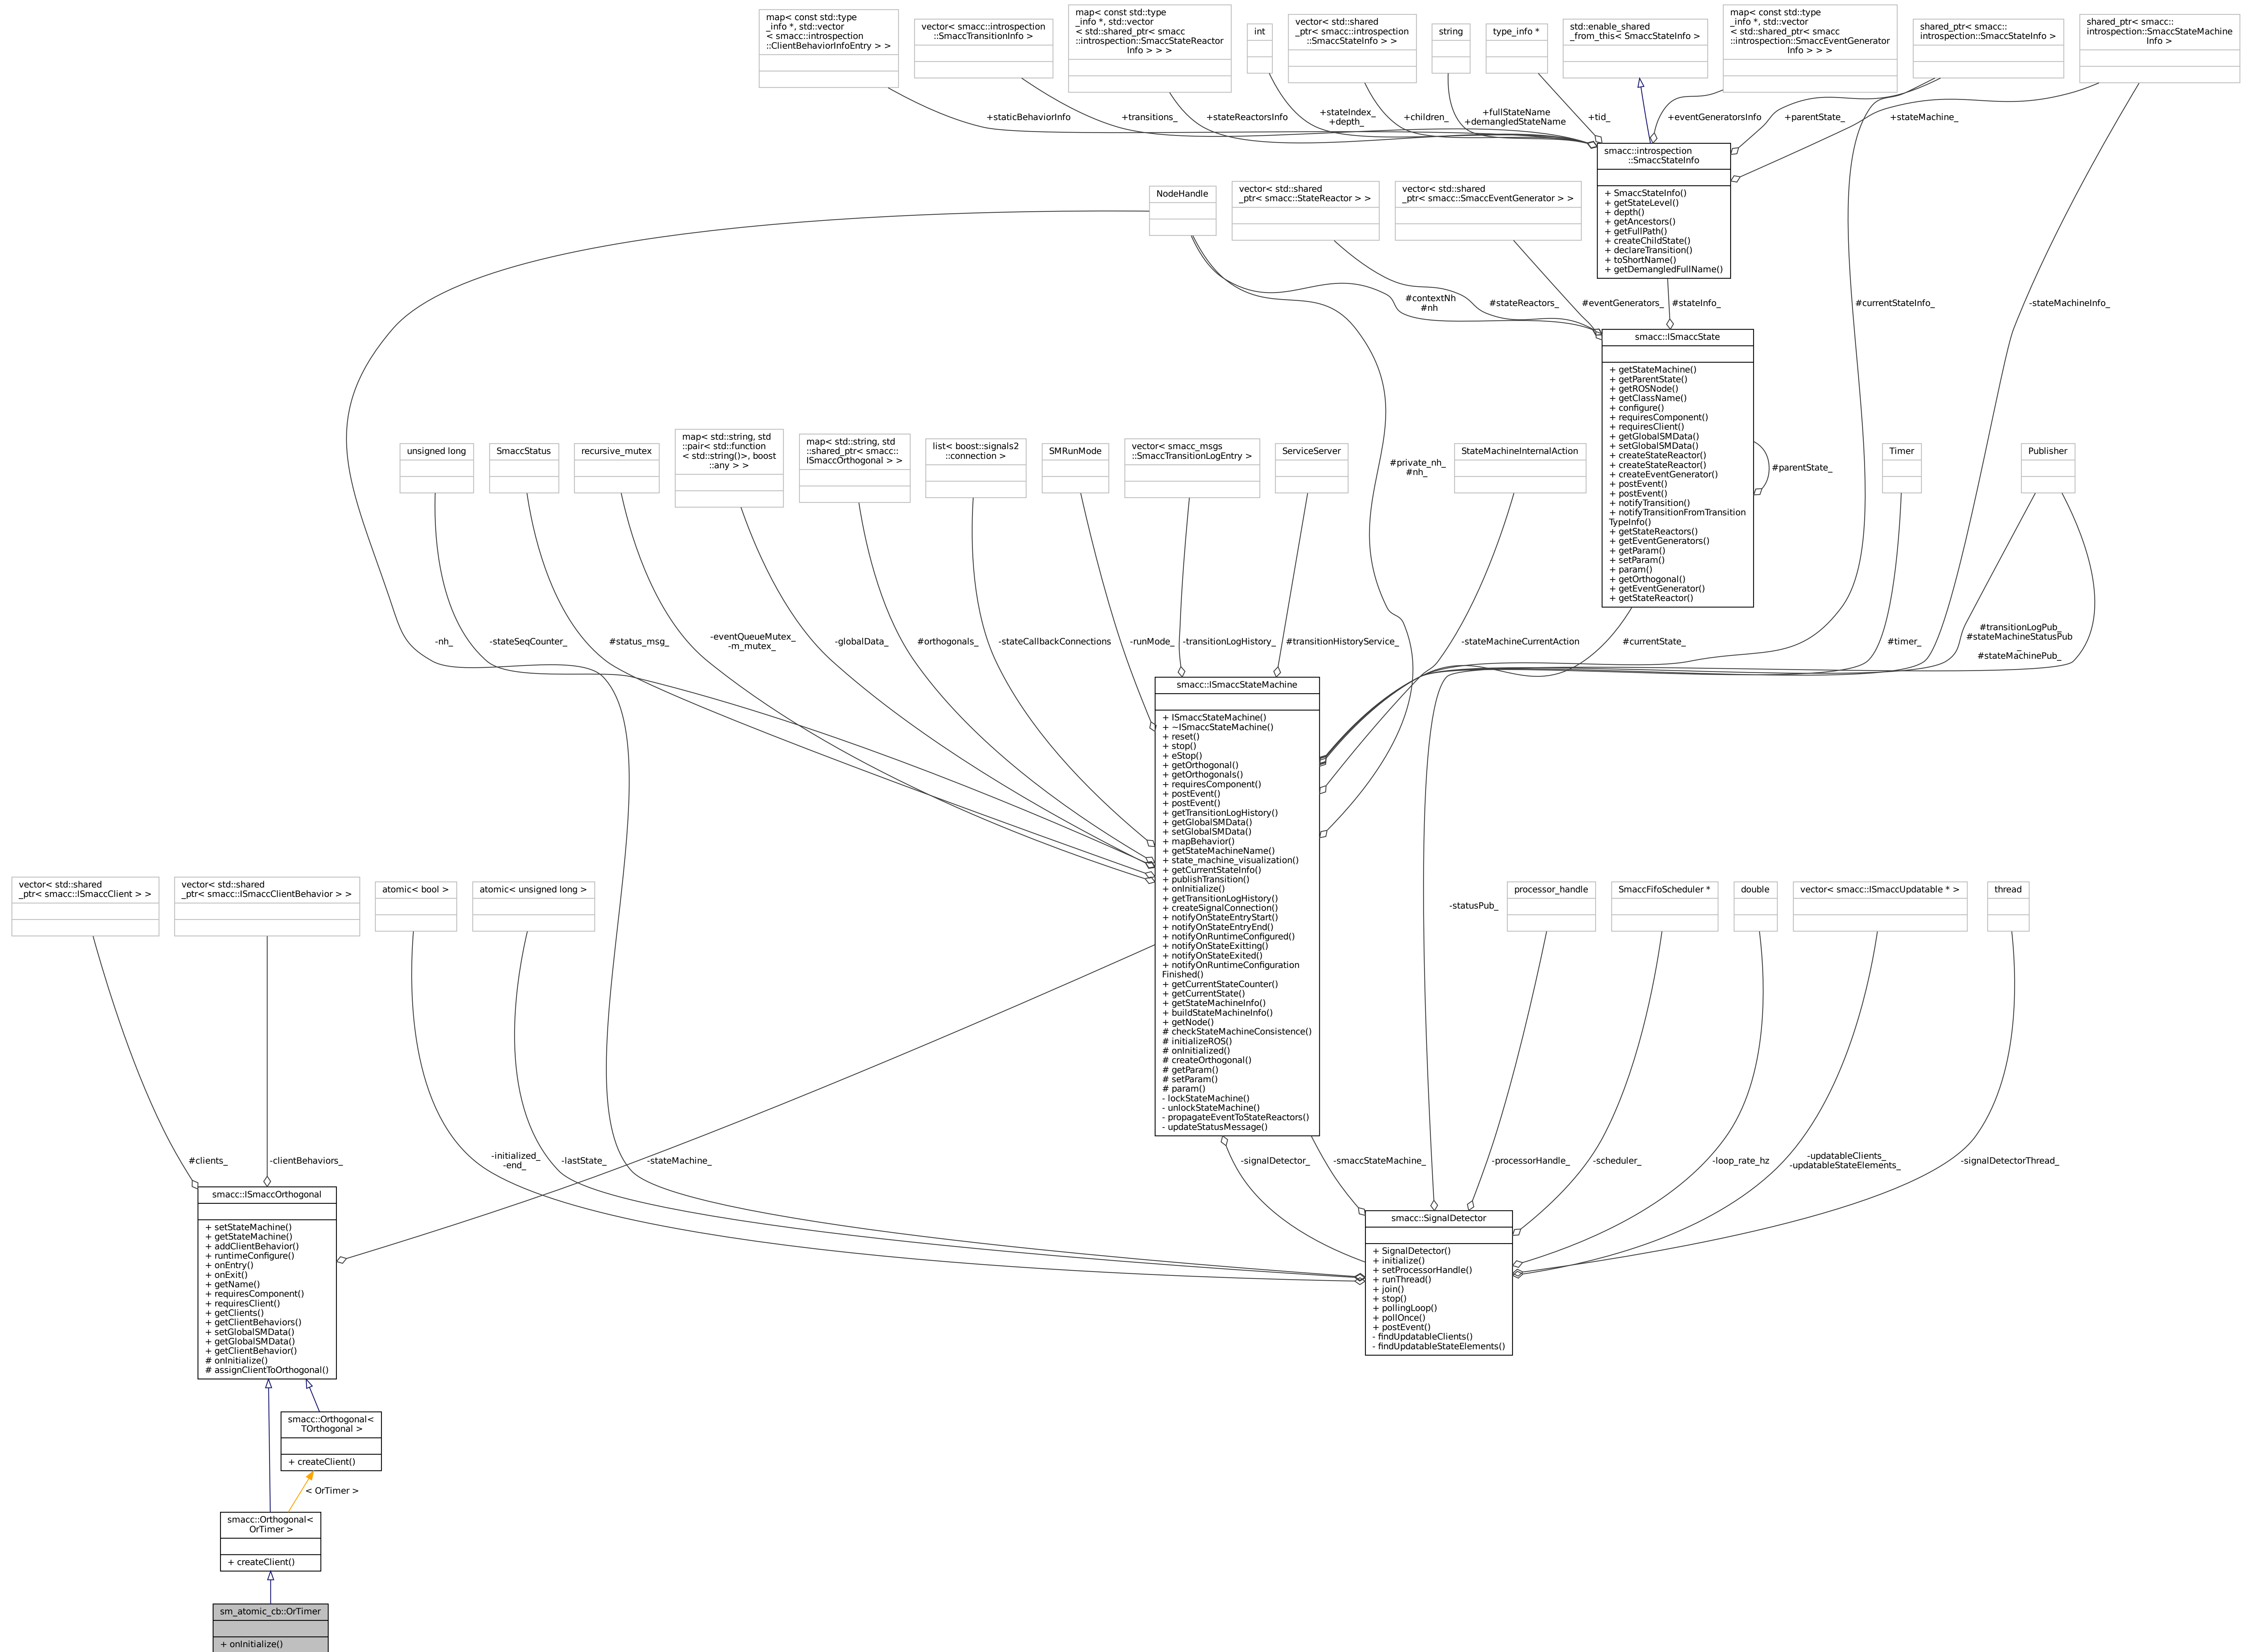 map< const std::type
_info *, std::vector
< smacc::introspection
::ClientBehaviorInfoEntry > >
vector< smacc::introspection
::SmaccTransitionInfo >
map< const std::type
_info *, std::vector
< std::shared_ptr< smacc
::introspection::SmaccStateReactor
Info > > >
int
vector< std::shared
_ptr< smacc::introspection
::SmaccStateInfo > >
string
type_info *
std::enable_shared
_from_this< SmaccStateInfo >
map< const std::type
_info *, std::vector
< std::shared_ptr< smacc
::introspection::SmaccEventGenerator
Info > > >
shared_ptr< smacc::
introspection::SmaccStateInfo >
shared_ptr< smacc::
introspection::SmaccStateMachine
Info >
+staticBehaviorInfo
+transitions_
+stateReactorsInfo
+stateIndex_
+depth_
+children_
+fullStateName
+demangledStateName
+tid_
+eventGeneratorsInfo
+parentState_
+stateMachine_
smacc::introspection
::SmaccStateInfo
+ SmaccStateInfo()
+ getStateLevel()
+ depth()
+ getAncestors()
+ getFullPath()
+ createChildState()
+ declareTransition()
+ toShortName()
+ getDemangledFullName()
NodeHandle
vector< std::shared
_ptr< smacc::StateReactor > >
vector< std::shared
_ptr< smacc::SmaccEventGenerator > >
#contextNh
#nh
#stateReactors_
#eventGenerators_
#stateInfo_
#currentStateInfo_
-stateMachineInfo_
smacc::ISmaccState
+ getStateMachine()
+ getParentState()
+ getROSNode()
+ getClassName()
+ configure()
+ requiresComponent()
+ requiresClient()
+ getGlobalSMData()
+ setGlobalSMData()
+ createStateReactor()
+ createStateReactor()
+ createEventGenerator()
+ postEvent()
+ postEvent()
+ notifyTransition()
+ notifyTransitionFromTransition
TypeInfo()
+ getStateReactors()
+ getEventGenerators()
+ getParam()
+ setParam()
+ param()
+ getOrthogonal()
+ getEventGenerator()
+ getStateReactor()
#parentState_
unsigned long
SmaccStatus
recursive_mutex
map< std::string, std
::pair< std::function
< std::string()>, boost
::any > >
map< std::string, std
::shared_ptr< smacc::
ISmaccOrthogonal > >
list< boost::signals2
::connection >
SMRunMode
vector< smacc_msgs
::SmaccTransitionLogEntry >
ServiceServer
#private_nh_
#nh_
StateMachineInternalAction
Timer
Publisher
-nh_
-stateSeqCounter_
#status_msg_
-eventQueueMutex_
-m_mutex_
-globalData_
#orthogonals_
-stateCallbackConnections
-runMode_
-transitionLogHistory_
#transitionHistoryService_
-stateMachineCurrentAction
#currentState_
#timer_
#transitionLogPub_
#stateMachineStatusPub
_
#stateMachinePub_
smacc::ISmaccStateMachine
+ ISmaccStateMachine()
+ ~ISmaccStateMachine()
+ reset()
+ stop()
+ eStop()
+ getOrthogonal()
+ getOrthogonals()
+ requiresComponent()
+ postEvent()
+ postEvent()
+ getTransitionLogHistory()
+ getGlobalSMData()
+ setGlobalSMData()
+ mapBehavior()
+ getStateMachineName()
+ state_machine_visualization()
+ getCurrentStateInfo()
+ publishTransition()
+ onInitialize()
+ getTransitionLogHistory()
+ createSignalConnection()
+ notifyOnStateEntryStart()
+ notifyOnStateEntryEnd()
+ notifyOnRuntimeConfigured()
+ notifyOnStateExitting()
+ notifyOnStateExited()
+ notifyOnRuntimeConfiguration
Finished()
+ getCurrentStateCounter()
+ getCurrentState()
+ getStateMachineInfo()
+ buildStateMachineInfo()
+ getNode()
# checkStateMachineConsistence()
# initializeROS()
# onInitialized()
# createOrthogonal()
# getParam()
# setParam()
# param()
- lockStateMachine()
- unlockStateMachine()
- propagateEventToStateReactors()
- updateStatusMessage()
vector< std::shared
_ptr< smacc::ISmaccClient > >
vector< std::shared
_ptr< smacc::ISmaccClientBehavior > >
atomic< bool >
atomic< unsigned long >
-statusPub_
processor_handle
SmaccFifoScheduler *
double
vector< smacc::ISmaccUpdatable * >
thread
#clients_
-clientBehaviors_
-initialized_
-end_
-lastState_
-stateMachine_
-signalDetector_
-smaccStateMachine_
-processorHandle_
-scheduler_
-loop_rate_hz
-updatableClients_
-updatableStateElements_
-signalDetectorThread_
smacc::ISmaccOrthogonal
+ setStateMachine()
+ getStateMachine()
+ addClientBehavior()
+ runtimeConfigure()
+ onEntry()
+ onExit()
+ getName()
+ requiresComponent()
+ requiresClient()
+ getClients()
+ getClientBehaviors()
+ setGlobalSMData()
+ getGlobalSMData()
+ getClientBehavior()
# onInitialize()
# assignClientToOrthogonal()
smacc::SignalDetector
+ SignalDetector()
+ initialize()
+ setProcessorHandle()
+ runThread()
+ join()
+ stop()
+ pollingLoop()
+ pollOnce()
+ postEvent()
- findUpdatableClients()
- findUpdatableStateElements()
smacc::Orthogonal<
TOrthogonal >
+ createClient()
< OrTimer >
smacc::Orthogonal<
OrTimer >
+ createClient()
sm_atomic_cb::OrTimer
+ onInitialize()